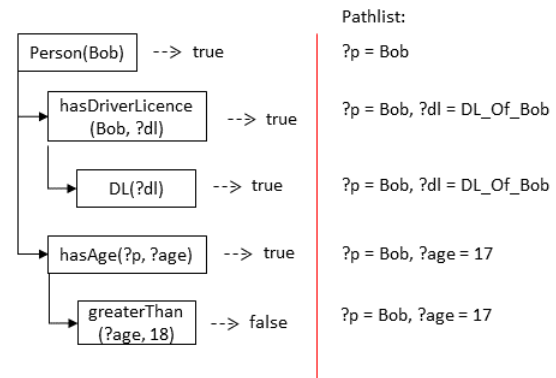 Pathlist:
Person(Bob) --> true ?p = Bob
hasDriverLicence
(Bob, ?dl) --> true ?p = Bob, ?dl = DL_Of_Bob
DL(?dl) --> true ?p = Bob, ?dl = DL_Of_Bob
hasAge(?p, ?age) --> true ?p = Bob, ?age = 17
greaterThan
(?age, 18) --> false ?p = Bob, ?age = 17